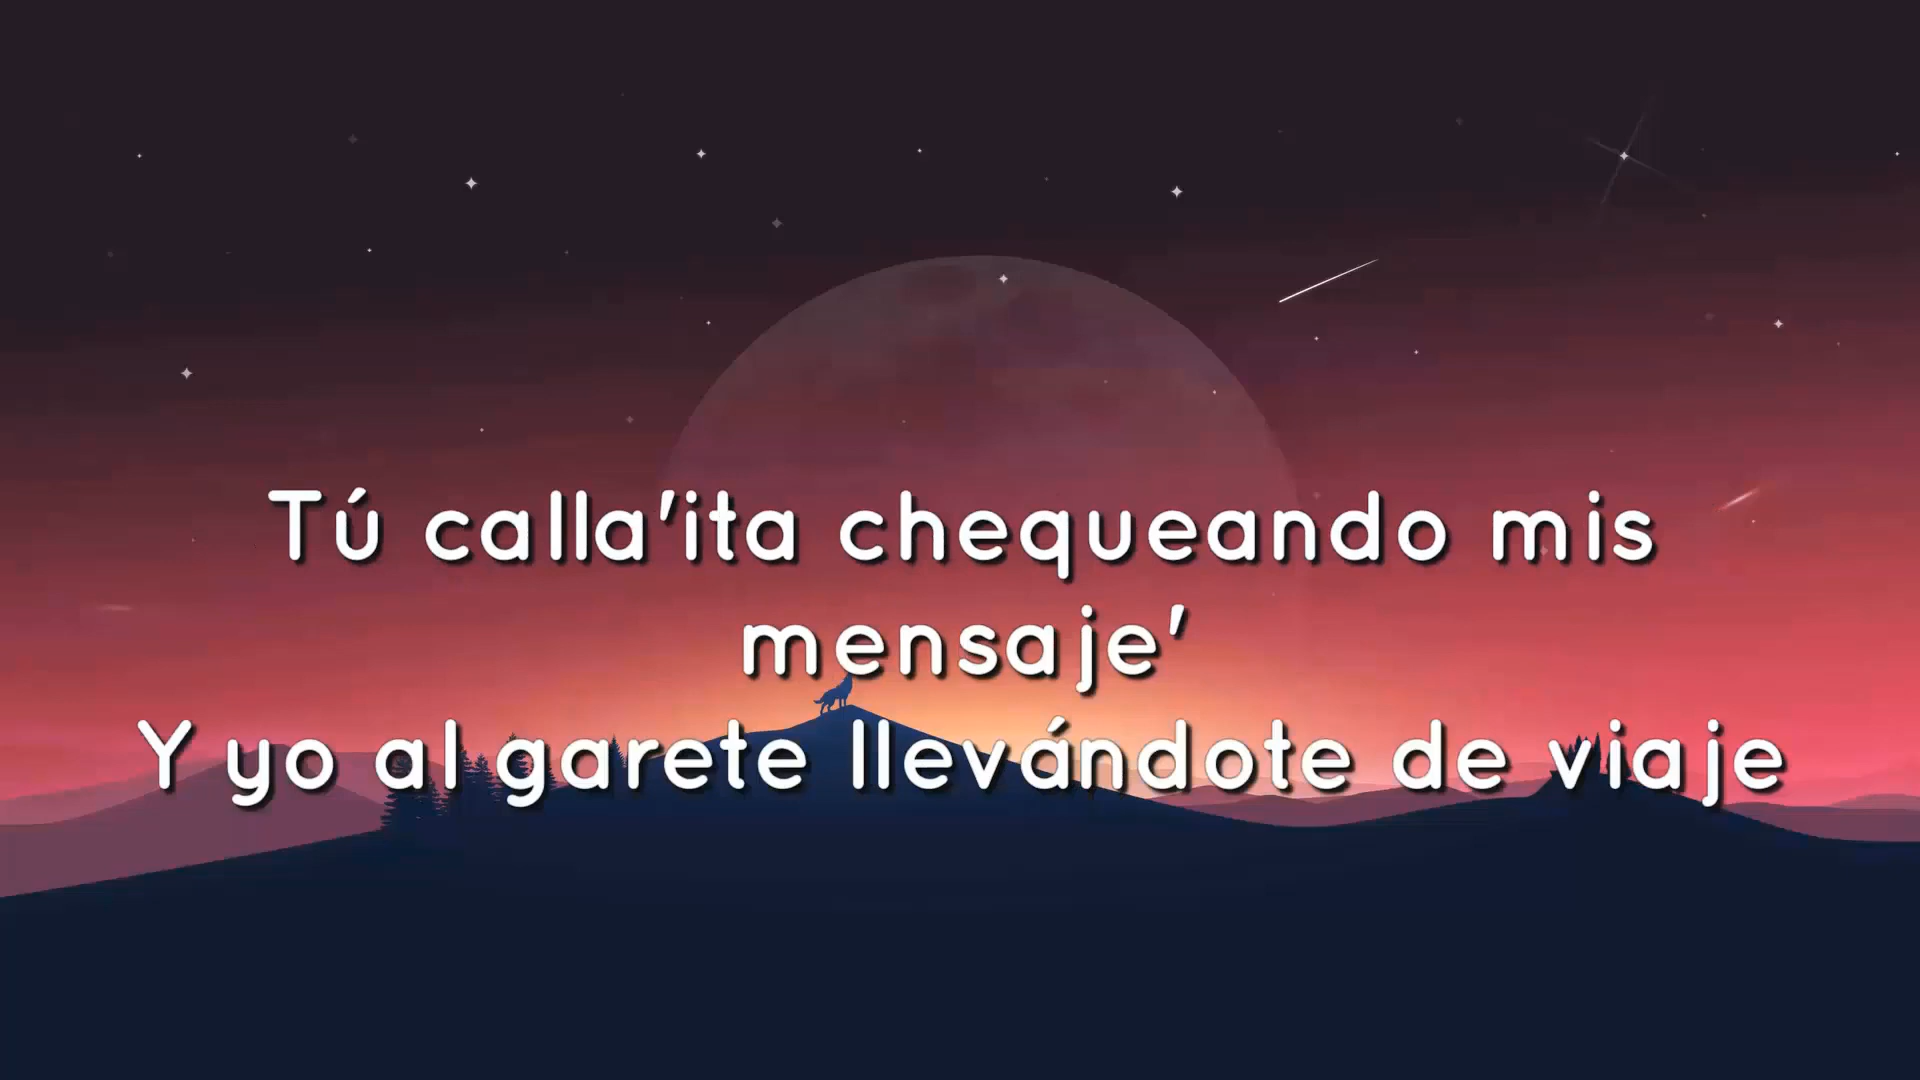 Tú calla'ita chequeando mis
mensaje'
Y yo al garete llevándote de viaje